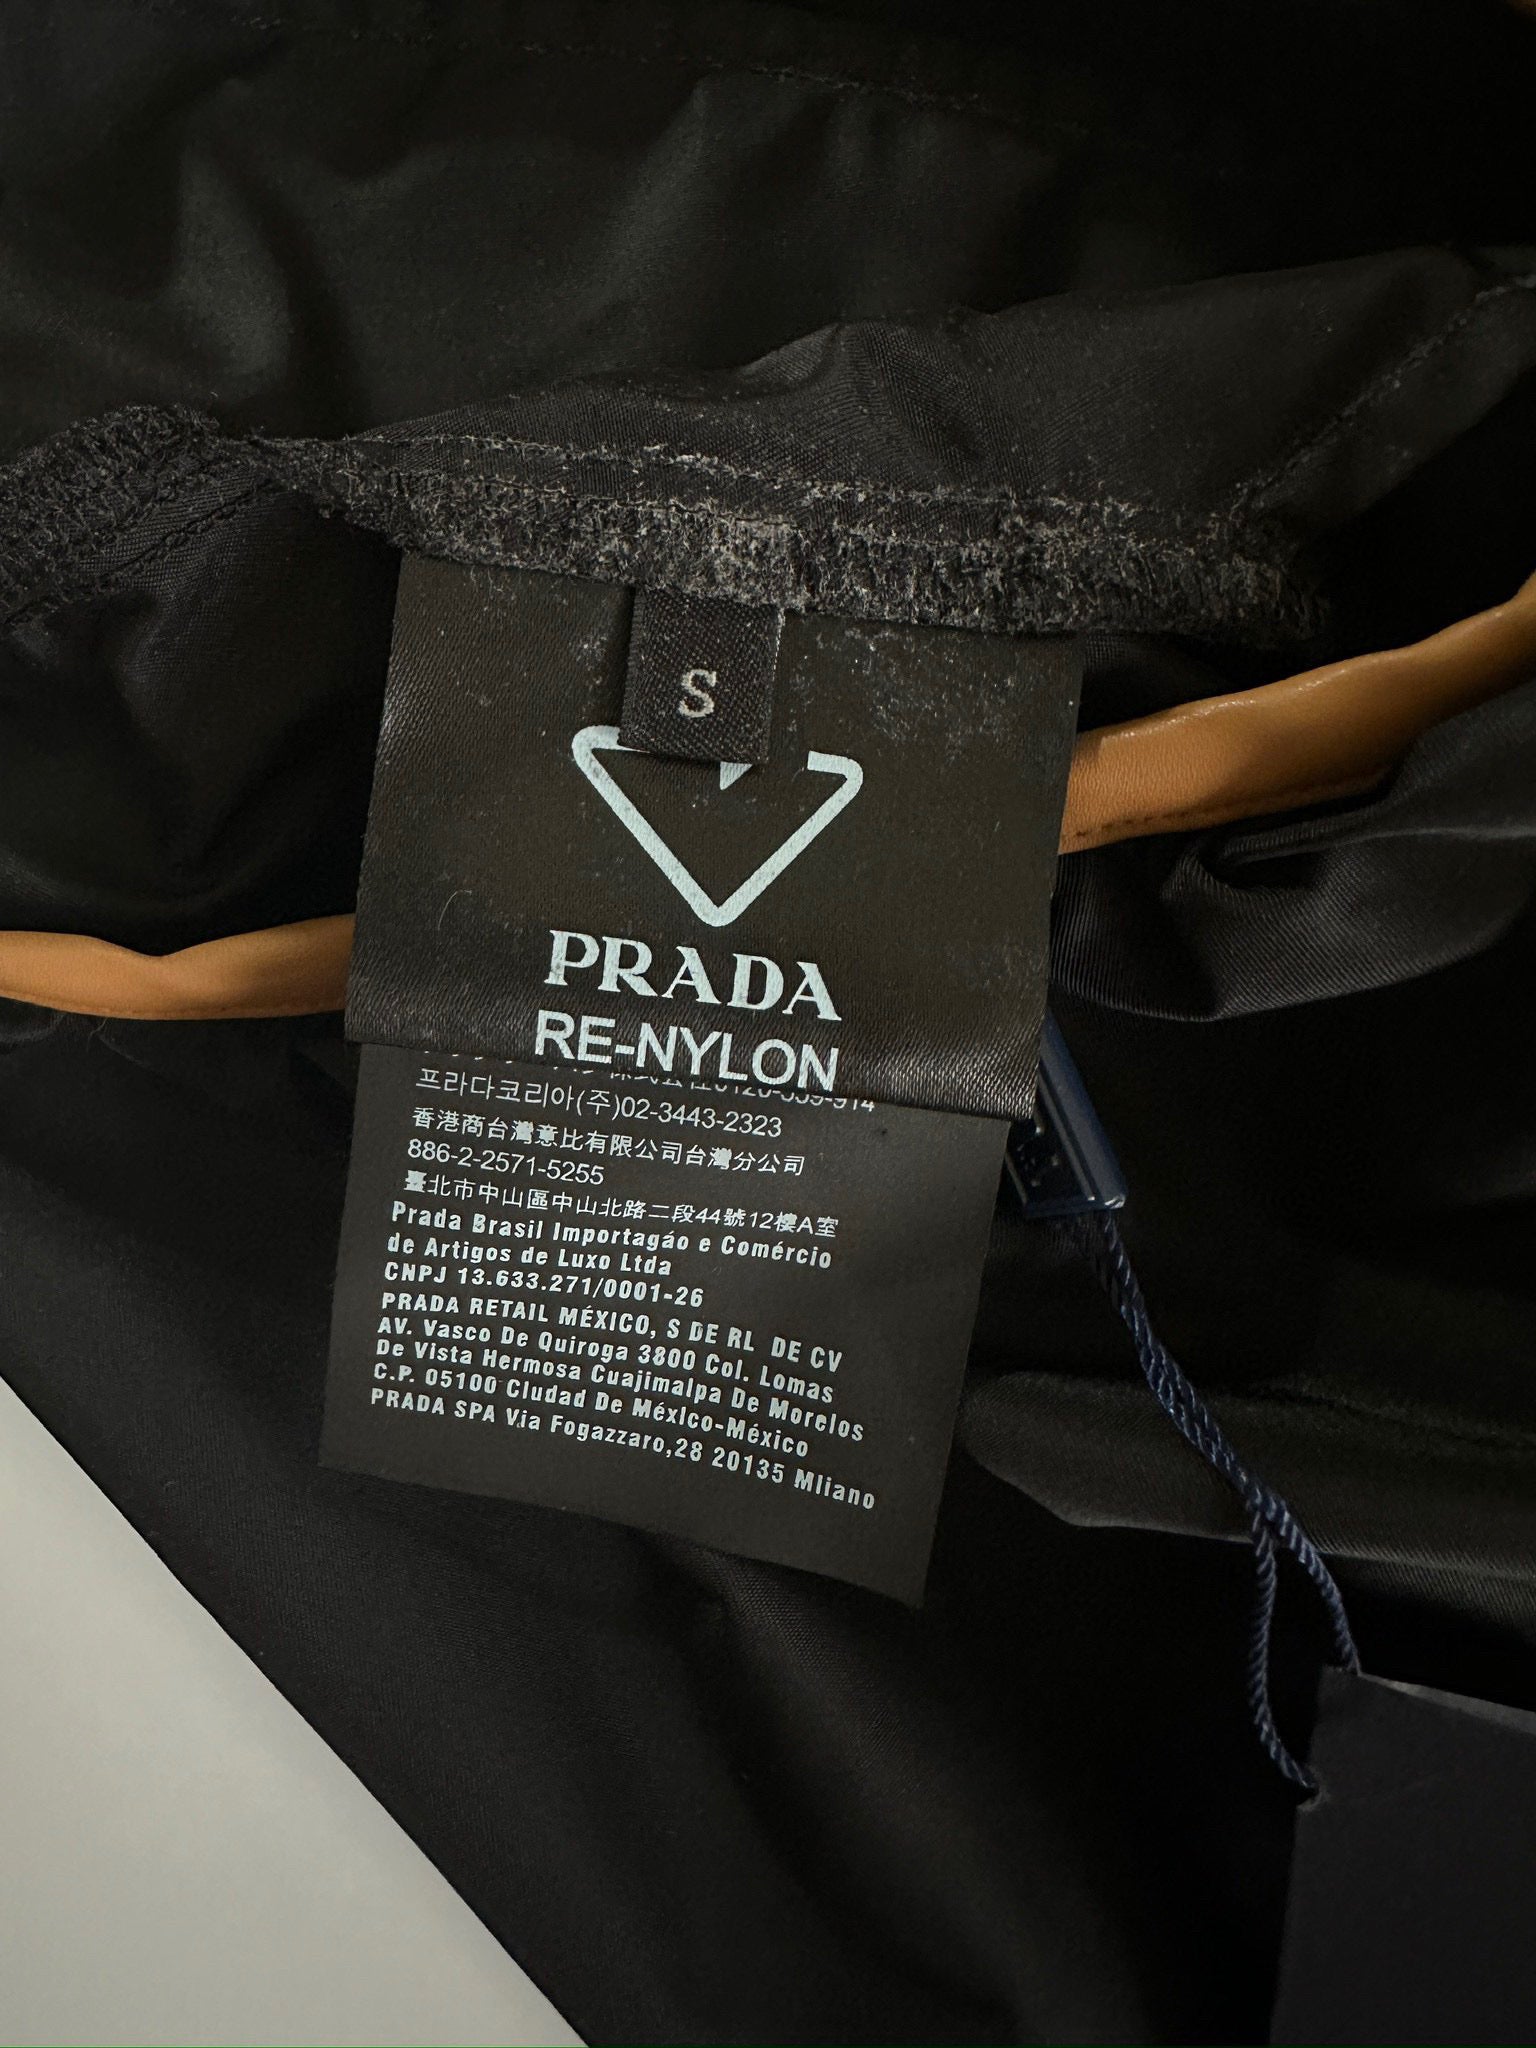 S
PRADA
RE-NYLON
프라다코리아(주)02-3443-2323
香港商台灣意比有限公司台灣分公司
886-2-2571-5255
臺北市中山區中山北路二段44號12樓A室
Prada Brasil Importagáo e Comércio
de Artigos de Luxo Ltda
CNPJ 13.633.271/0001-26
PRADA RETAIL MÉXICO, S DE RL DE CV
AV. Vasco De Quiroga 3800 Col. Lomas
De Vista Hermosa Cuajimalpa De Morelos
C.P. 05100 Cludad De México-México
PRADA SPA Via Fogazzaro,28 20135 Mliano